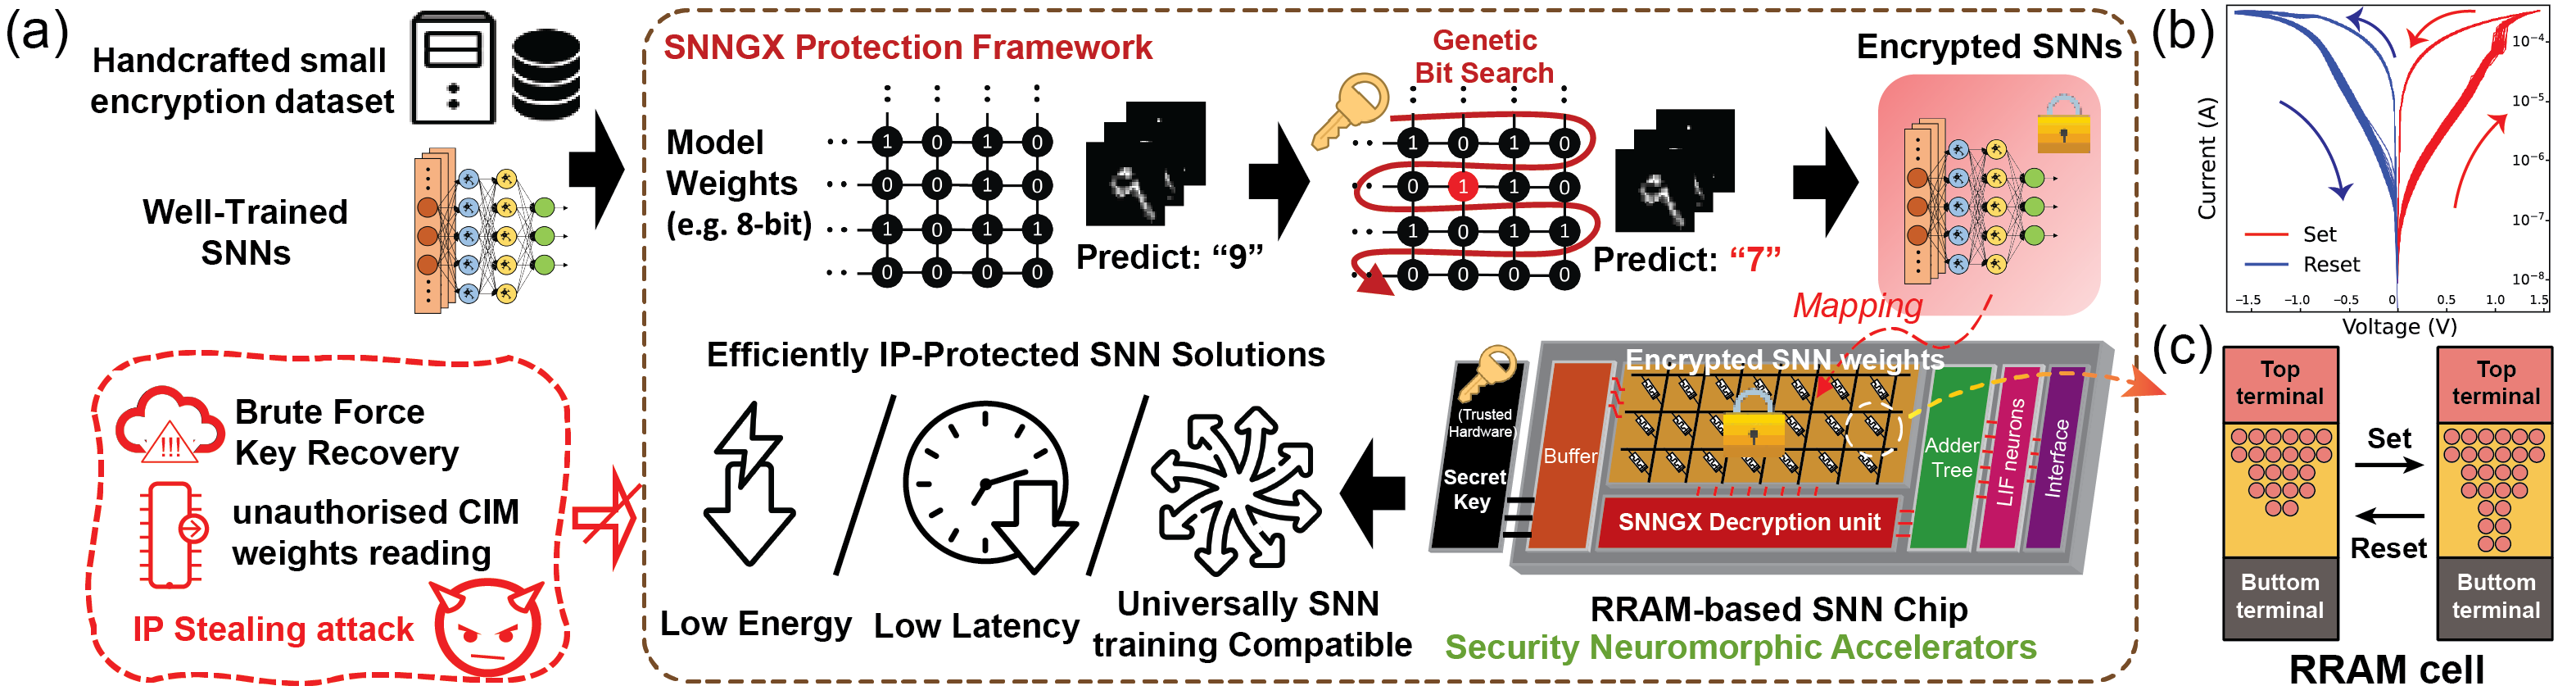 (a)
Handcrafted small
encryption dataset
Well-Trained
SNNs
Brute Force
Key Recovery
unauthorised CIM
weights reading
IP Stealing attack
!!!
SNNGX Protection Framework
Model
Weights
(e.g. 8-bit)
1 0 1 0
0 0 1 0
1 0 1 1
0 0 0 0
Predict: “9”
Genetic
Bit Search
1 0 1 0
0 1 1 0
1 0 1 1
0 0 0 0
Predict: “7”
Encrypted SNNs
Mapping
Efficiently IP-Protected SNN Solutions
Low Energy
Low Latency
Universally SNN
training Compatible
(Trusted
Hardware)
Secret
Key
Buffer
Encrypted SNN weights
SNNGX Decryption unit
Adder
Tree
LIF neurons
Interface
RRAM-based SNN Chip
Security Neuromorphic Accelerators
(b)
Current (A)
10⁻⁴
10⁻⁵
10⁻⁶
10⁻⁷
10⁻⁸
Set
Reset
−1.5 −1.0 −0.5 0 0.5 1.0 1.5
Voltage (V)
(c)
Top
terminal
Buttom
terminal
Set
Reset
Top
terminal
Buttom
terminal
RRAM cell